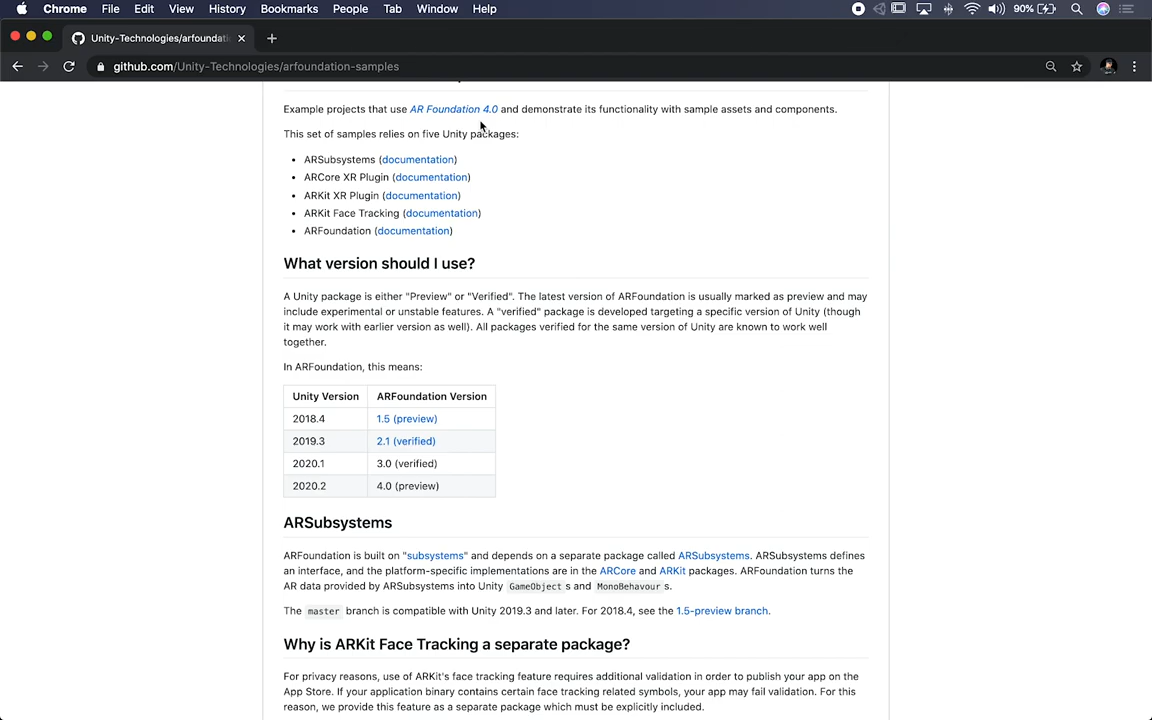 Chrome File Edit View History Bookmarks People Tab Window Help 90%
Unity-Technologies/arfoundati
github.com/Unity-Technologies/arfoundation-samples
Example projects that use AR Foundation 4.0 and demonstrate its functionality with sample assets and components.
This set of samples relies on five Unity packages:
• ARSubsystems (documentation)
• ARCore XR Plugin (documentation)
• ARKit XR Plugin (documentation)
• ARKit Face Tracking (documentation)
• ARFoundation (documentation)
What version should I use?
A Unity package is either "Preview" or "Verified". The latest version of ARFoundation is usually marked as preview and may
include experimental or unstable features. A "verified" package is developed targeting a specific version of Unity (though
it may work with earlier version as well). All packages verified for the same version of Unity are known to work well
together.
In ARFoundation, this means:
Unity Version ARFoundation Version
2018.4 1.5 (preview)
2019.3 2.1 (verified)
2020.1 3.0 (verified)
2020.2 4.0 (preview)
ARSubsystems
ARFoundation is built on "subsystems" and depends on a separate package called ARSubsystems. ARSubsystems defines
an interface, and the platform-specific implementations are in the ARCore and ARKit packages. ARFoundation turns the
AR data provided by ARSubsystems into Unity GameObject s and MonoBehavour s.
The master branch is compatible with Unity 2019.3 and later. For 2018.4, see the 1.5-preview branch.
Why is ARKit Face Tracking a separate package?
For privacy reasons, use of ARKit's face tracking feature requires additional validation in order to publish your app on the
App Store. If your application binary contains certain face tracking related symbols, your app may fail validation. For this
reason, we provide this feature as a separate package which must be explicitly included.